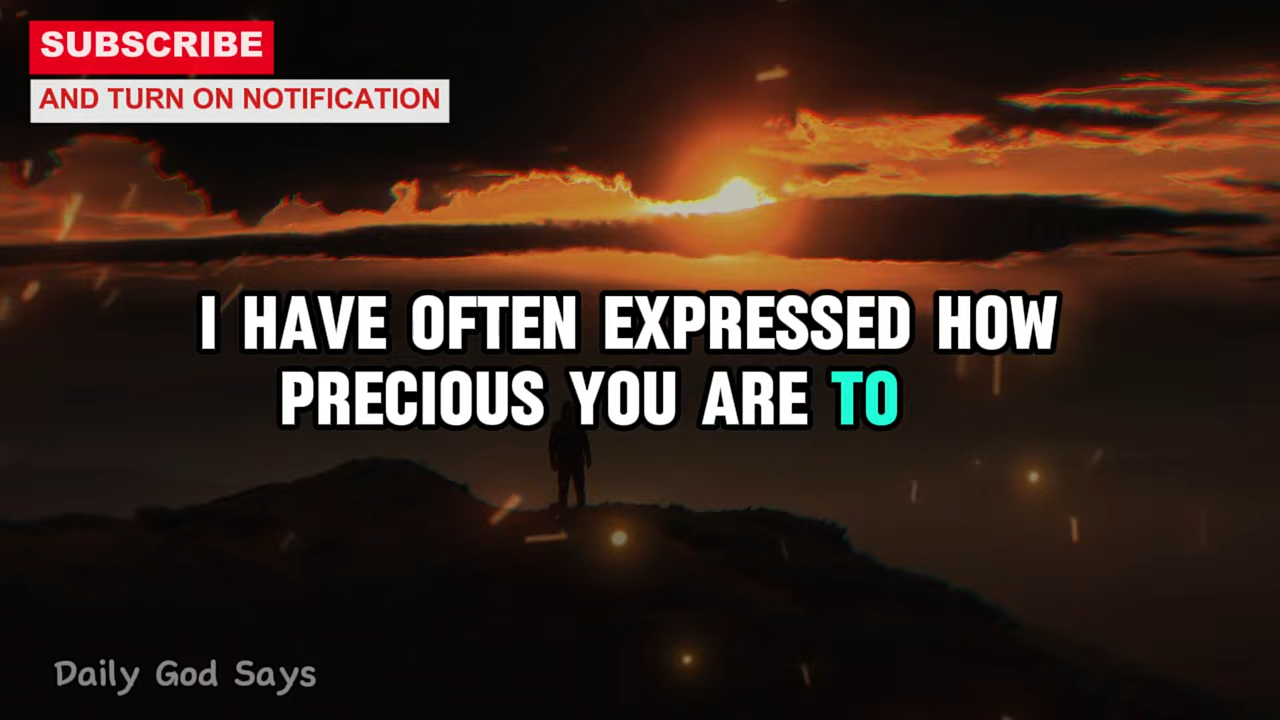 SUBSCRIBE
AND TURN ON NOTIFICATION
I HAVE OFTEN EXPRESSED HOW
PRECIOUS YOU ARE TO
Daily God Says